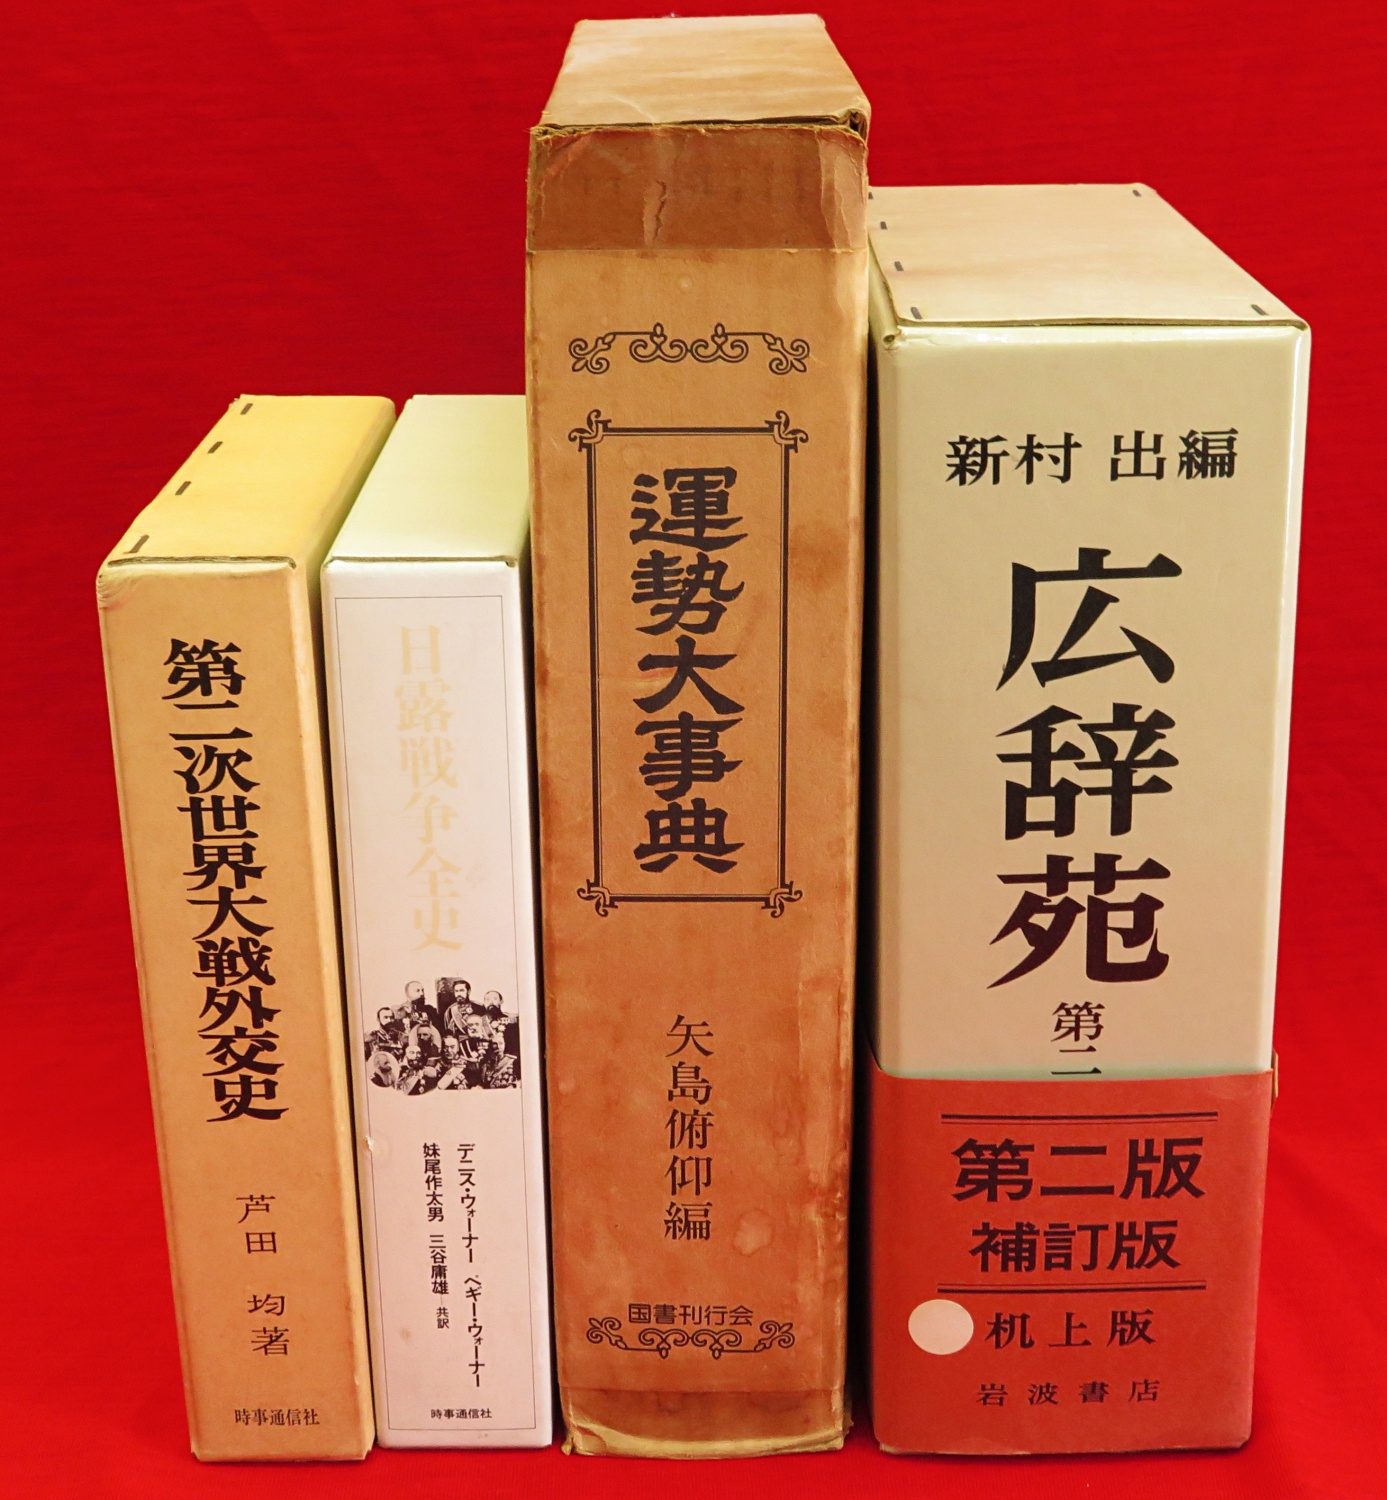 第二次世界大戦外交史
芦田 均著
時事通信社
日露戦争全史
デニス・ウォーナー ペギー・ウォーナー
妹尾作太男 三谷庸雄 共訳
時事通信社
運勢大事典
矢島俯仰編
国書刊行会
新村 出編
広辞苑
第二
第二版
補訂版
机上版
岩波書店